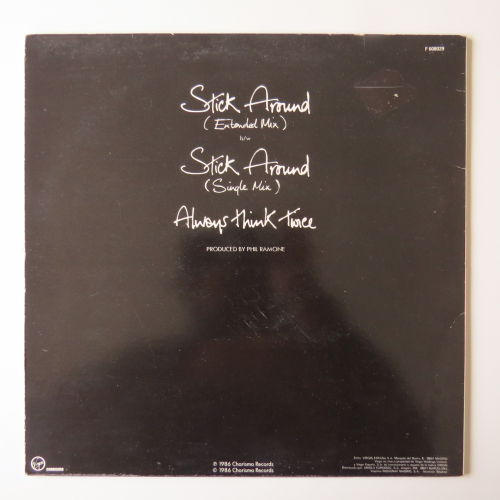 F 608029
Stick Around
(Extended Mix)
b/w
Stick Around
(Single Mix)
Always think twice
PRODUCED BY PHIL RAMONE
Virgin
℗ 1986 Charisma Records
© 1986 Charisma Records